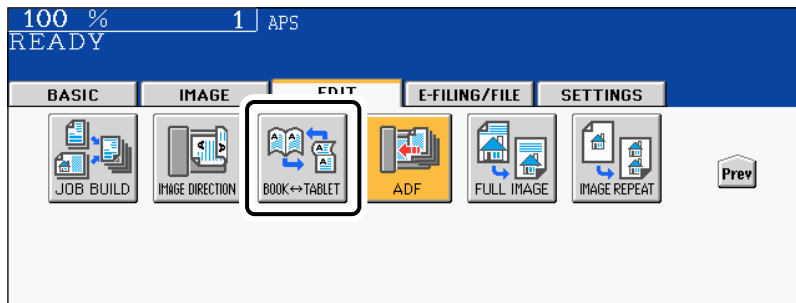 100 % 1 APS
READY
BASIC IMAGE EDIT E-FILING/FILE SETTINGS
JOB BUILD IMAGE DIRECTION BOOK↔TABLET ADF FULL IMAGE IMAGE REPEAT Prev